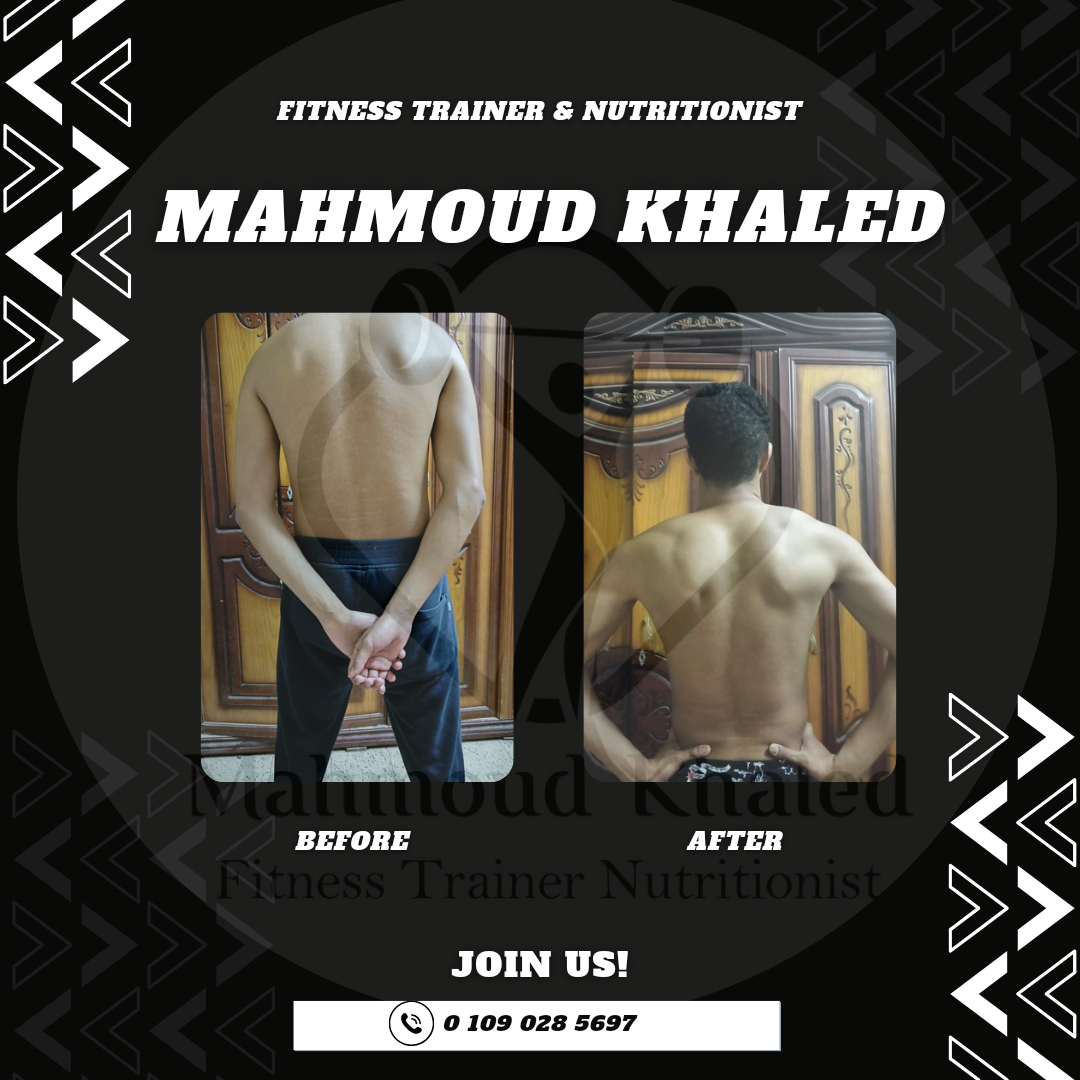 FITNESS TRAINER & NUTRITIONIST
MAHMOUD KHALED
Mahmoud Khaled
BEFORE
AFTER
Fitness Trainer Nutritionist
JOIN US!
0 109 028 5697